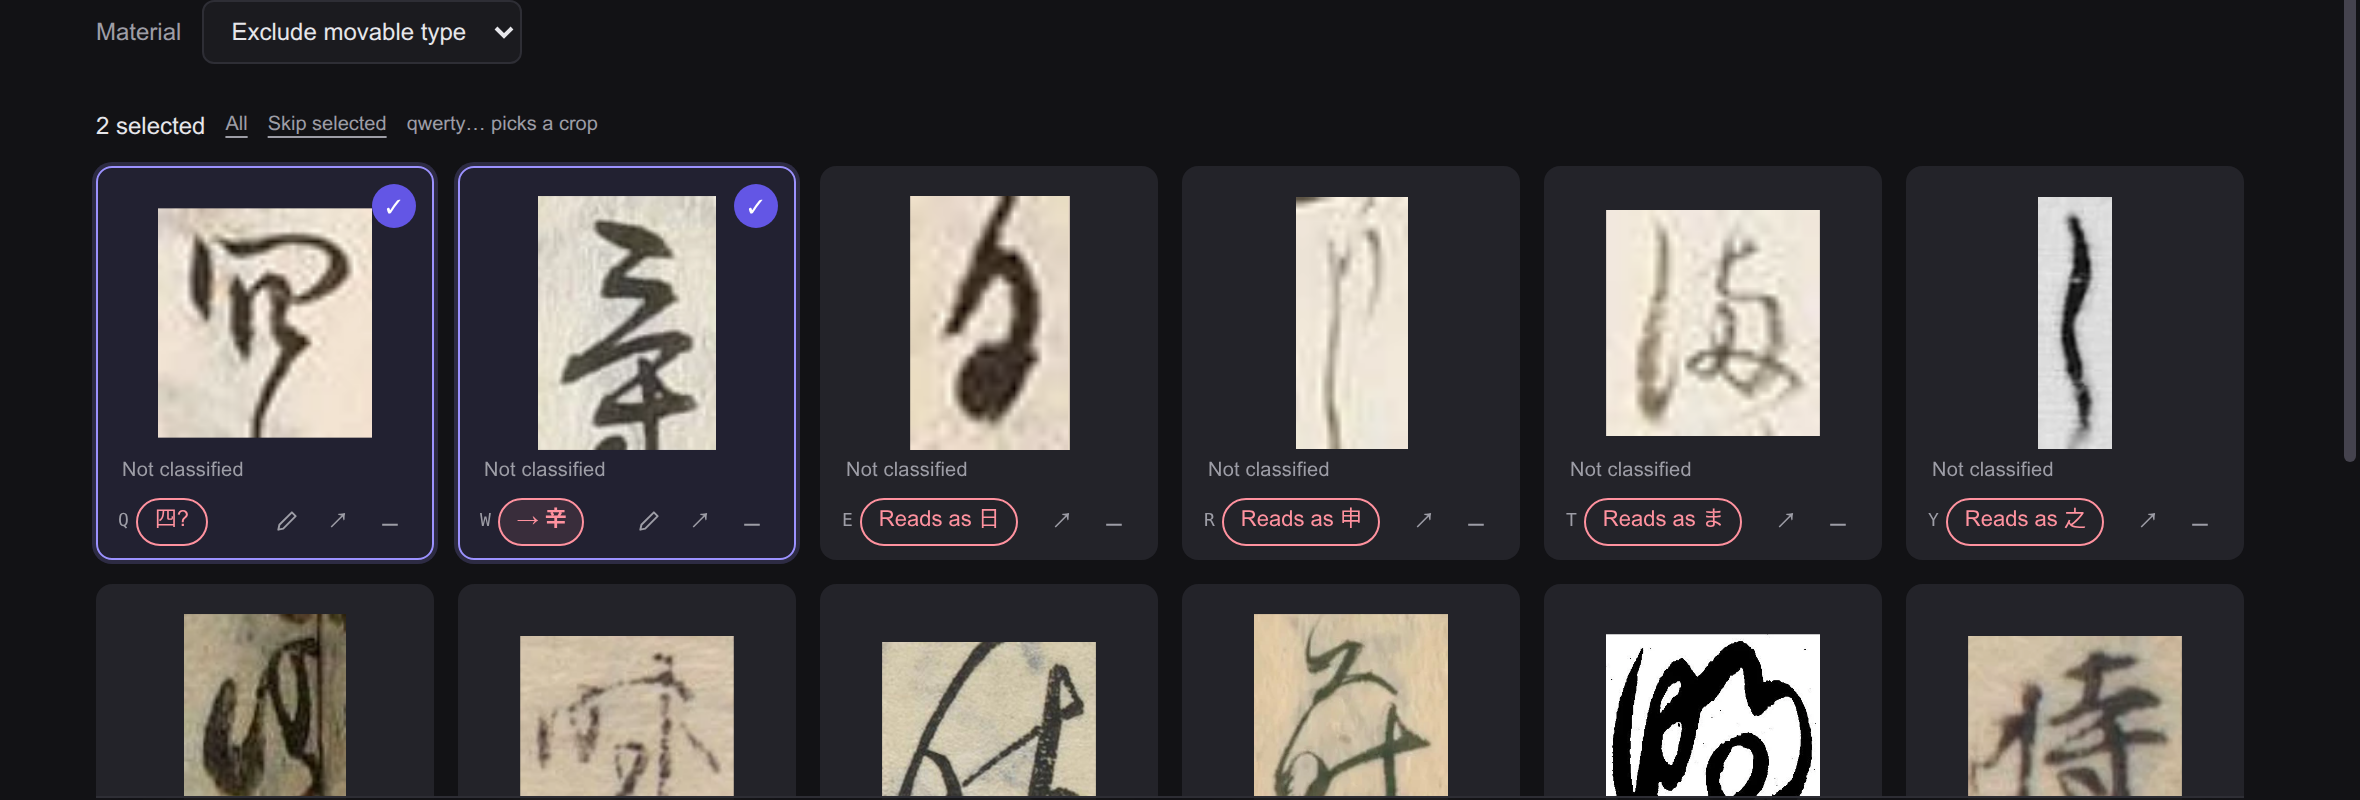 Material Exclude movable type
2 selected All Skip selected qwerty… picks a crop
Not classified
Q 四?
Not classified
W → 辛
Not classified
E Reads as 日
Not classified
R Reads as 申
Not classified
T Reads as ま
Not classified
Y Reads as 之
待